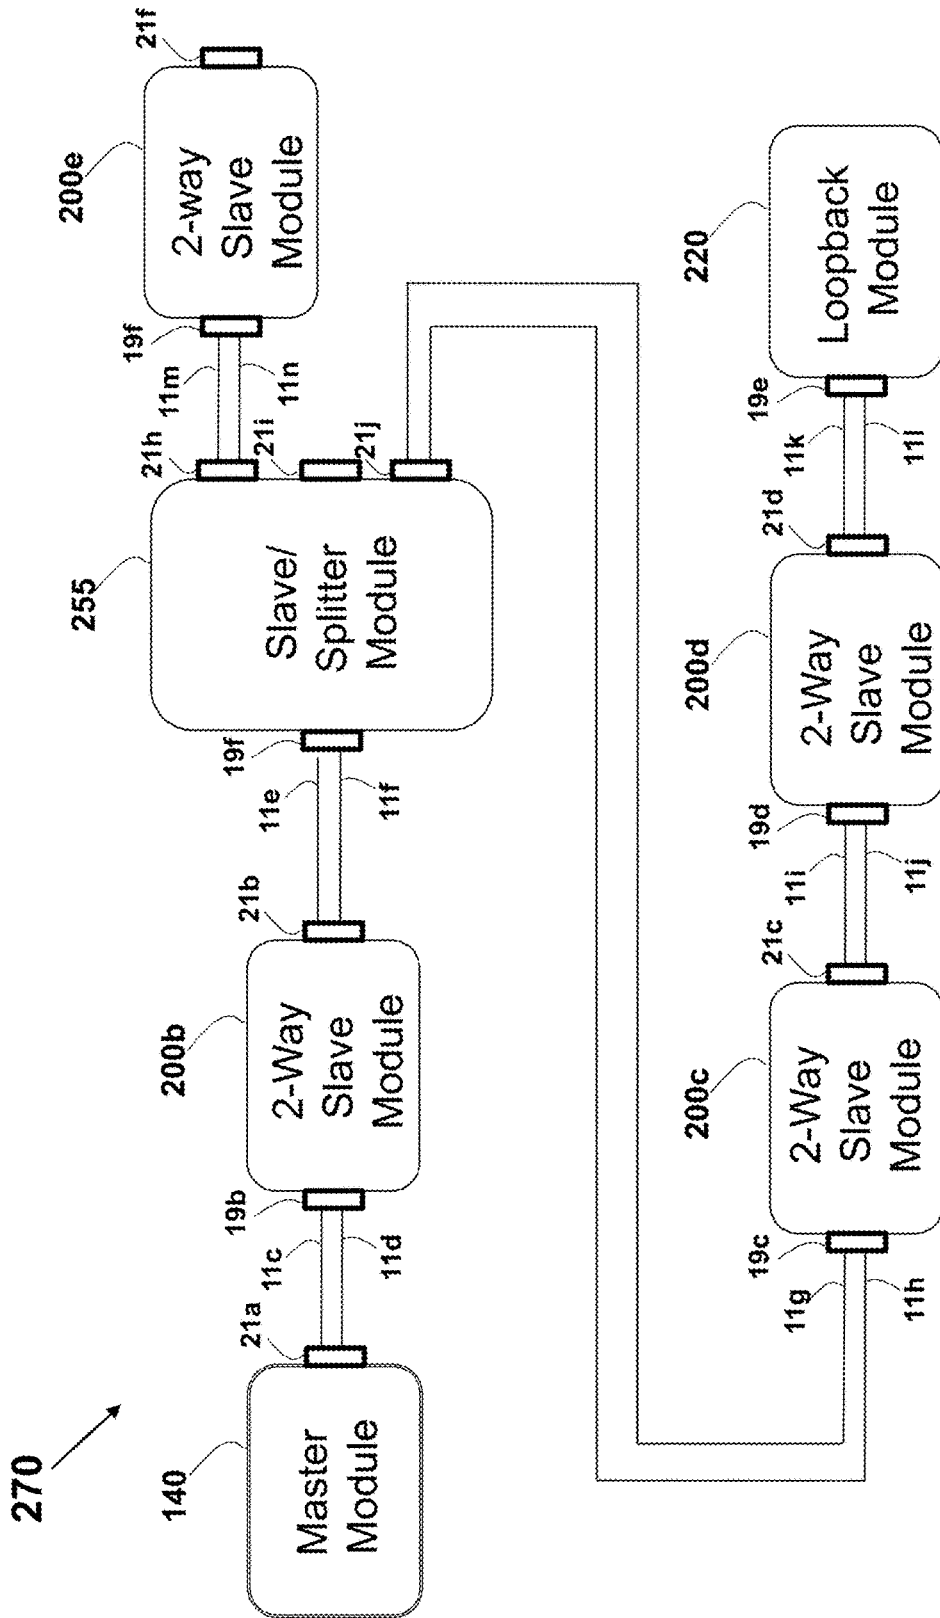 270
140
Master
Module
21a
11c
11d
19b
200b
2-Way
Slave
Module
21b
11e
11f
19f
255
Slave/
Splitter
Module
21h
21i
21j
11m
11n
19f
200e
2-way
Slave
Module
21f
11g
11h
19c
200c
2-Way
Slave
Module
21c
11i
11j
19d
200d
2-Way
Slave
Module
21d
11k
11l
19e
220
Loopback
Module